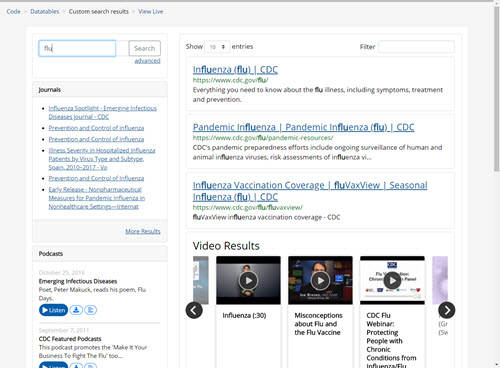 Code > Datatables > Custom search results > View Live
flu
Search
advanced
Journals
Influenza Spotlight - Emerging Infectious
Diseases journal - CDC
Prevention and Control of Influenza
Prevention and Control of Influenza
Illness Severity in Hospitalized Influenza
Patients by Virus Type and Subtype,
Spain, 2010–2017 - Vo
Prevention and Control of Influenza
Early Release - Nonpharmaceutical
Measures for Pandemic Influenza in
Nonhealthcare Settings—Internat
More Results
Podcasts
October 25, 2016
Emerging Infectious Diseases
Poet, Peter Makuck, reads his poem, Flu
Days.
Listen
September 7, 2011
CDC Featured Podcasts
This podcast promotes the 'Make It Your
Business To Fight The Flu' too...
Listen
Show 10 entries
Filter
Influenza (flu) | CDC
https://www.cdc.gov/flu/
Everything you need to know about the flu illness, including symptoms, treatment
and prevention.
Pandemic Influenza | Pandemic Influenza (flu) | CDC
https://www.cdc.gov/flu/pandemic-resources/
CDC's pandemic preparedness efforts include ongoing surveillance of human and
animal influenza viruses, risk assessments of influenza vi...
Influenza Vaccination Coverage | fluVaxView | Seasonal
Influenza (flu) | CDC
https://www.cdc.gov/flu/fluvaxview/
fluVaxView influenza vaccination coverage - CDC
Video Results
Influenza (:30)
Misconceptions
about Flu and
the Flu Vaccine
CDC Flu
Webinar:
Protecting
People with
Chronic
Conditions from
Influenza/Flu